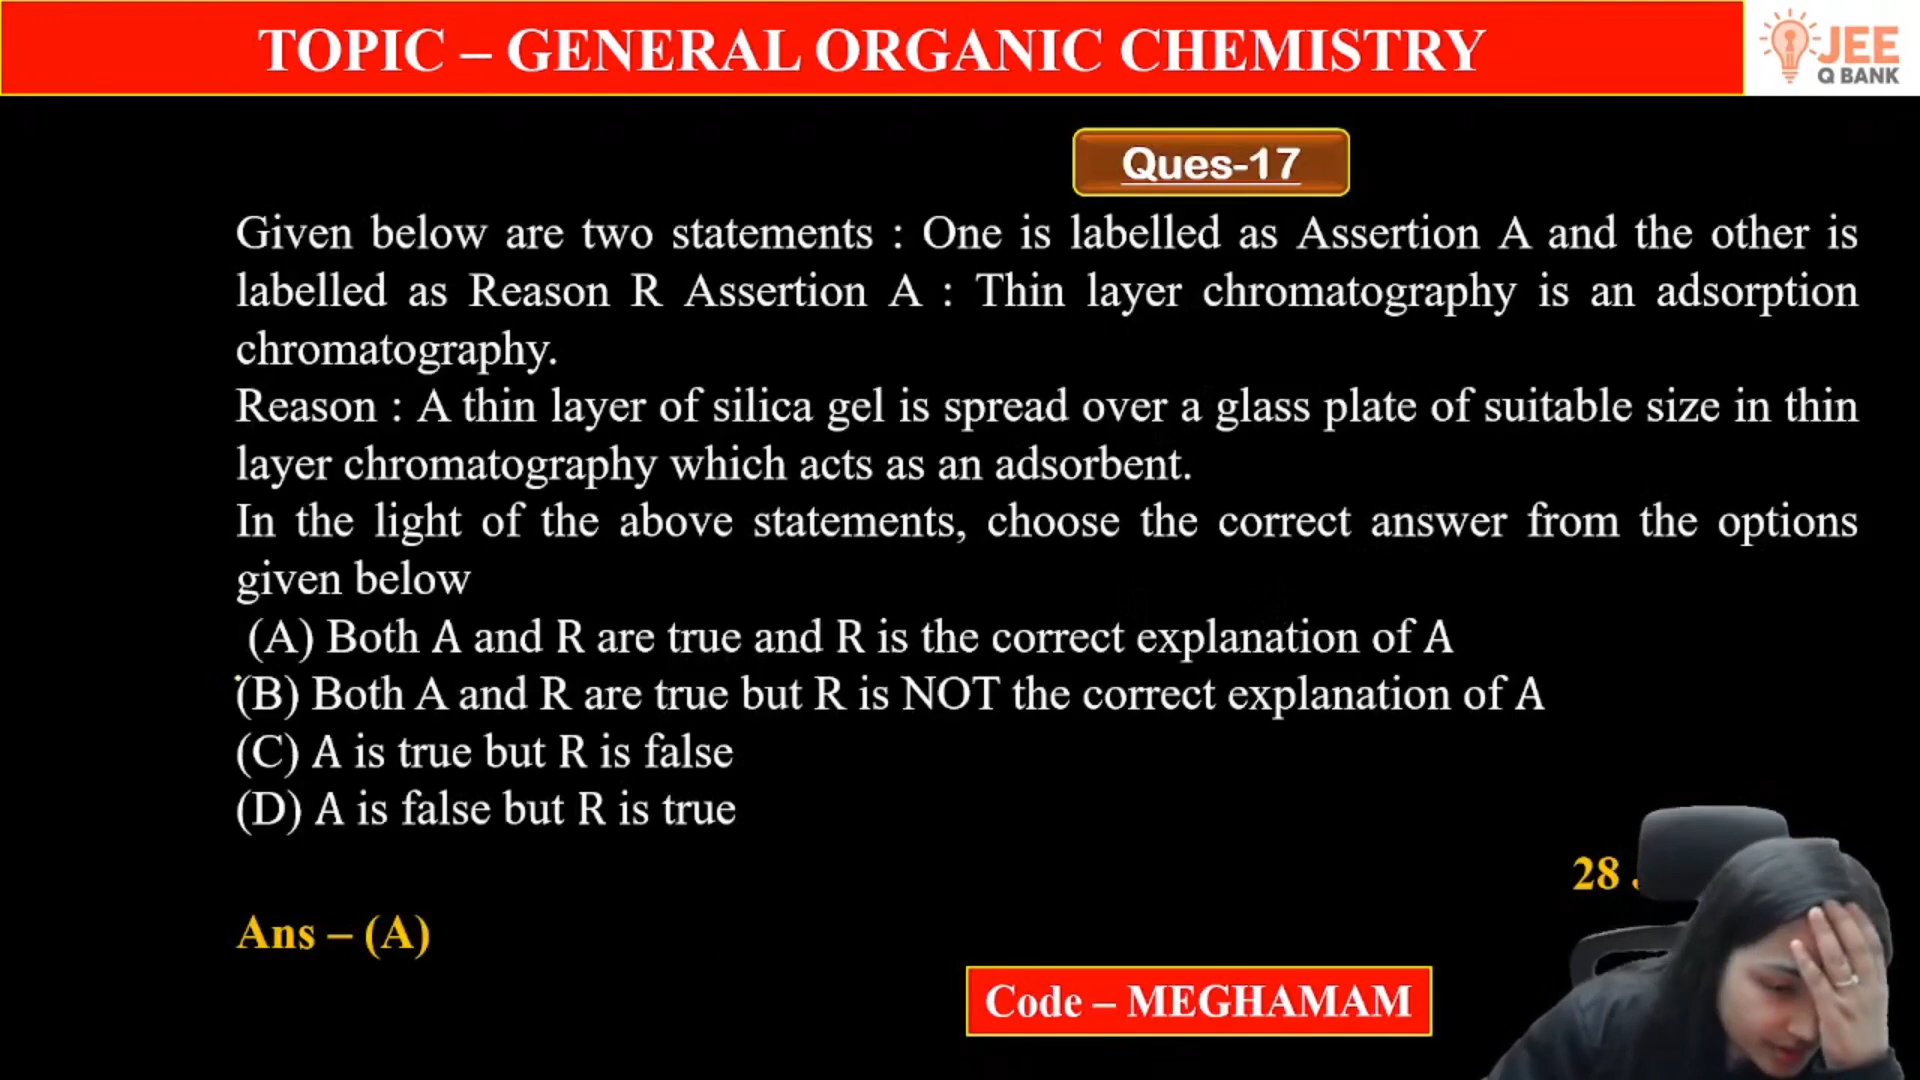 TOPIC – GENERAL ORGANIC CHEMISTRY
JEE
Q BANK
Ques-17
Given below are two statements : One is labelled as Assertion A and the other is
labelled as Reason R Assertion A : Thin layer chromatography is an adsorption
chromatography.
Reason : A thin layer of silica gel is spread over a glass plate of suitable size in thin
layer chromatography which acts as an adsorbent.
In the light of the above statements, choose the correct answer from the options
given below
(A) Both A and R are true and R is the correct explanation of A
(B) Both A and R are true but R is NOT the correct explanation of A
(C) A is true but R is false
(D) A is false but R is true
28
Ans – (A)
Code – MEGHAMAM